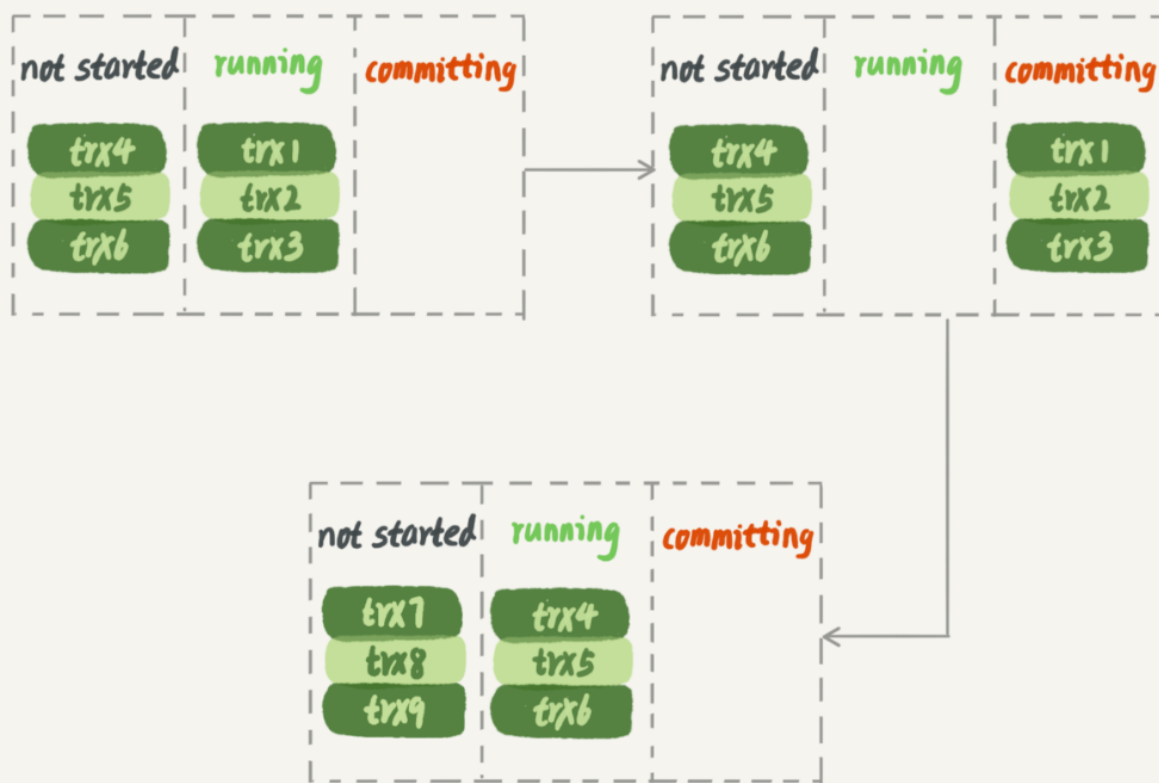 not started running committing
trx4 trx1
trx5 trx2
trx6 trx3
not started running committing
trx4 trx1
trx5 trx2
trx6 trx3
not started running committing
trx7 trx4
trx8 trx5
trx9 trx6